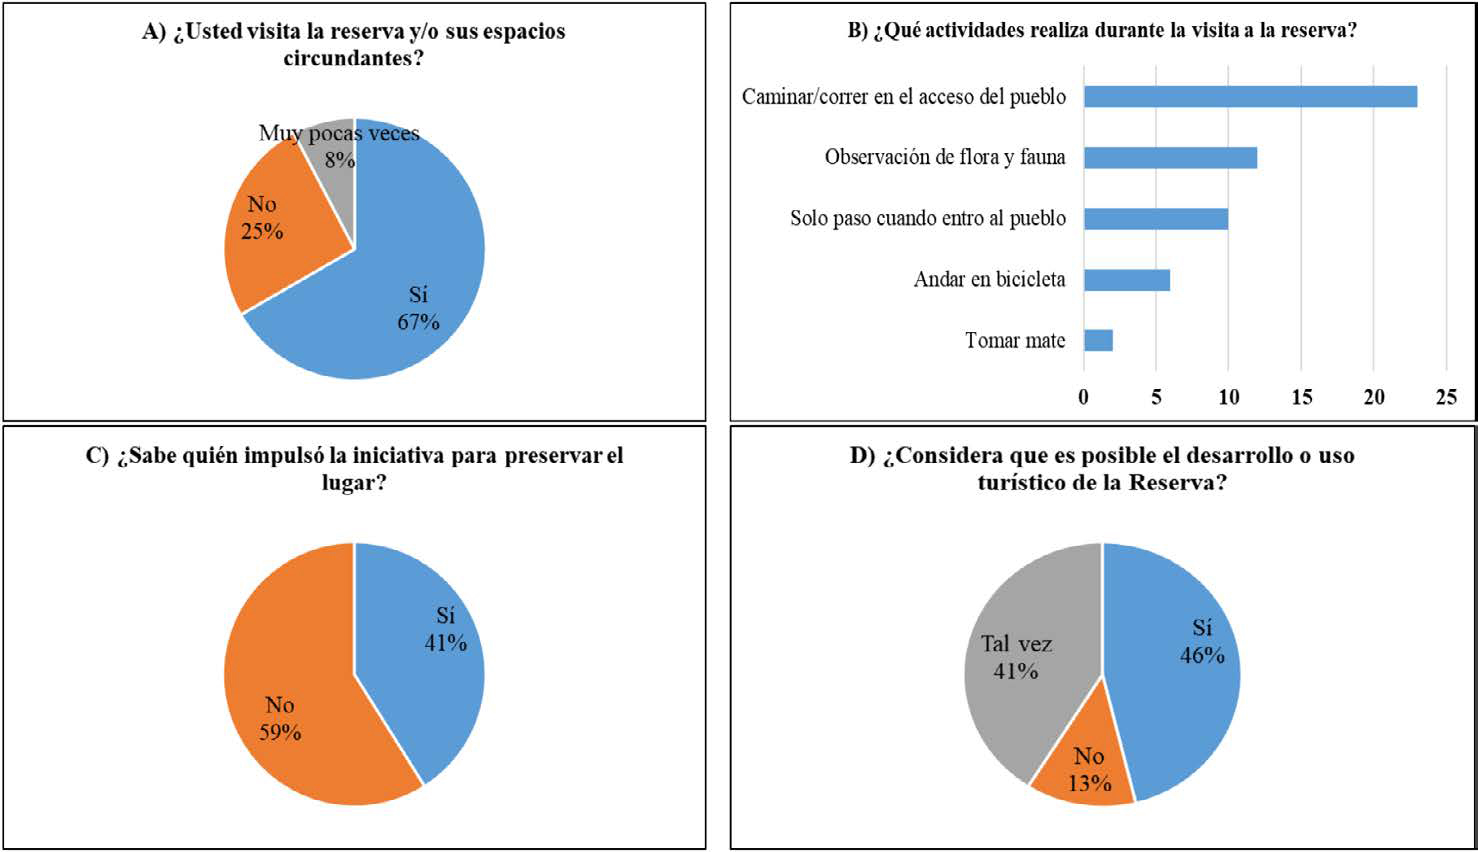 A) ¿Usted visita la reserva y/o sus espacios
circundantes?
Muy pocas veces
8%
No
25%
Sí
67%
B) ¿Qué actividades realiza durante la visita a la reserva?
Caminar/correr en el acceso del pueblo
Observación de flora y fauna
Solo paso cuando entro al pueblo
Andar en bicicleta
Tomar mate
0 5 10 15 20 25
C) ¿Sabe quién impulsó la iniciativa para preservar el
lugar?
Sí
41%
No
59%
D) ¿Considera que es posible el desarrollo o uso
turístico de la Reserva?
Sí
46%
Tal vez
41%
No
13%